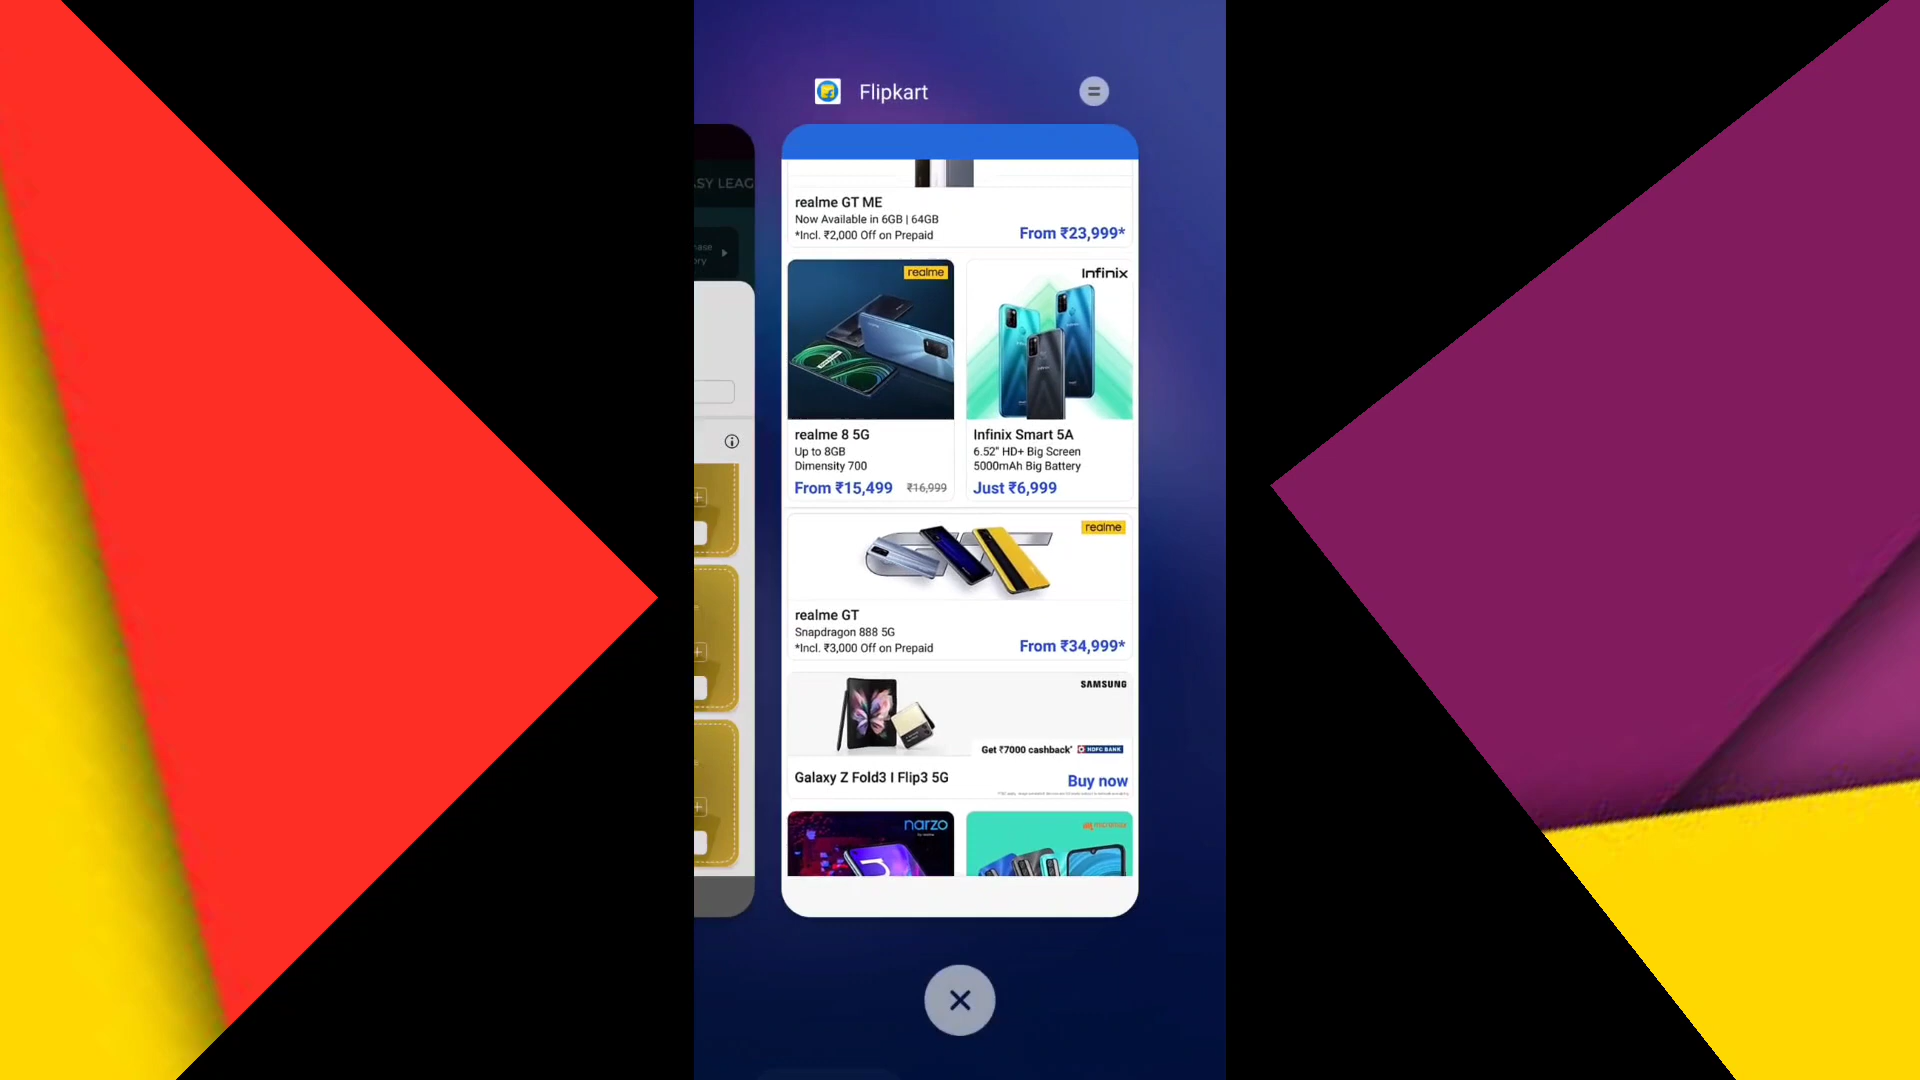 Flipkart
SY LEAG
realme GT ME
Now Available in 6GB | 64GB
*Incl. ₹2,000 Off on Prepaid
From ₹23,999*
realme
Infinix
realme 8 5G
Up to 8GB
Dimensity 700
From ₹15,499 ₹16,999
Infinix Smart 5A
6.52" HD+ Big Screen
5000mAh Big Battery
Just ₹6,999
realme
realme GT
Snapdragon 888 5G
*Incl. ₹3,000 Off on Prepaid
From ₹34,999*
SAMSUNG
Get ₹7000 cashback* HDFC BANK
Galaxy Z Fold3 I Flip3 5G
Buy now
narzo
micromax